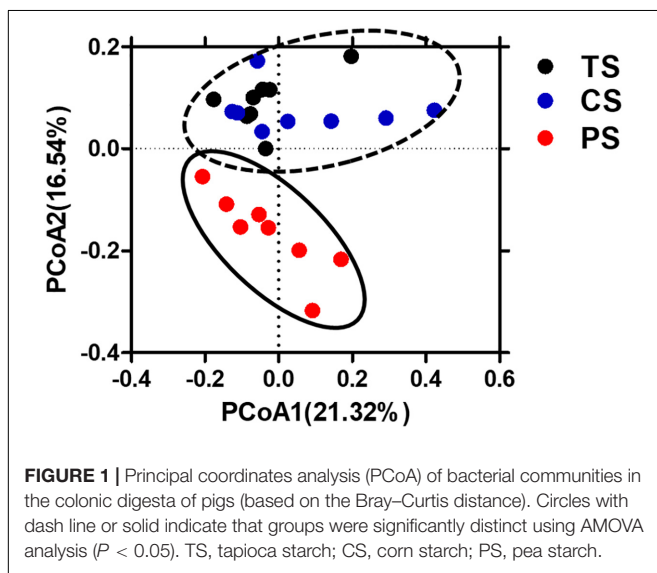 0.2
0.0
-0.2
-0.4
PCoA2(16.54%)
-0.4 -0.2 0.0 0.2 0.4 0.6
PCoA1(21.32%)
TS
CS
PS
FIGURE 1 | Principal coordinates analysis (PCoA) of bacterial communities in
the colonic digesta of pigs (based on the Bray–Curtis distance). Circles with
dash line or solid indicate that groups were significantly distinct using AMOVA
analysis (P < 0.05). TS, tapioca starch; CS, corn starch; PS, pea starch.